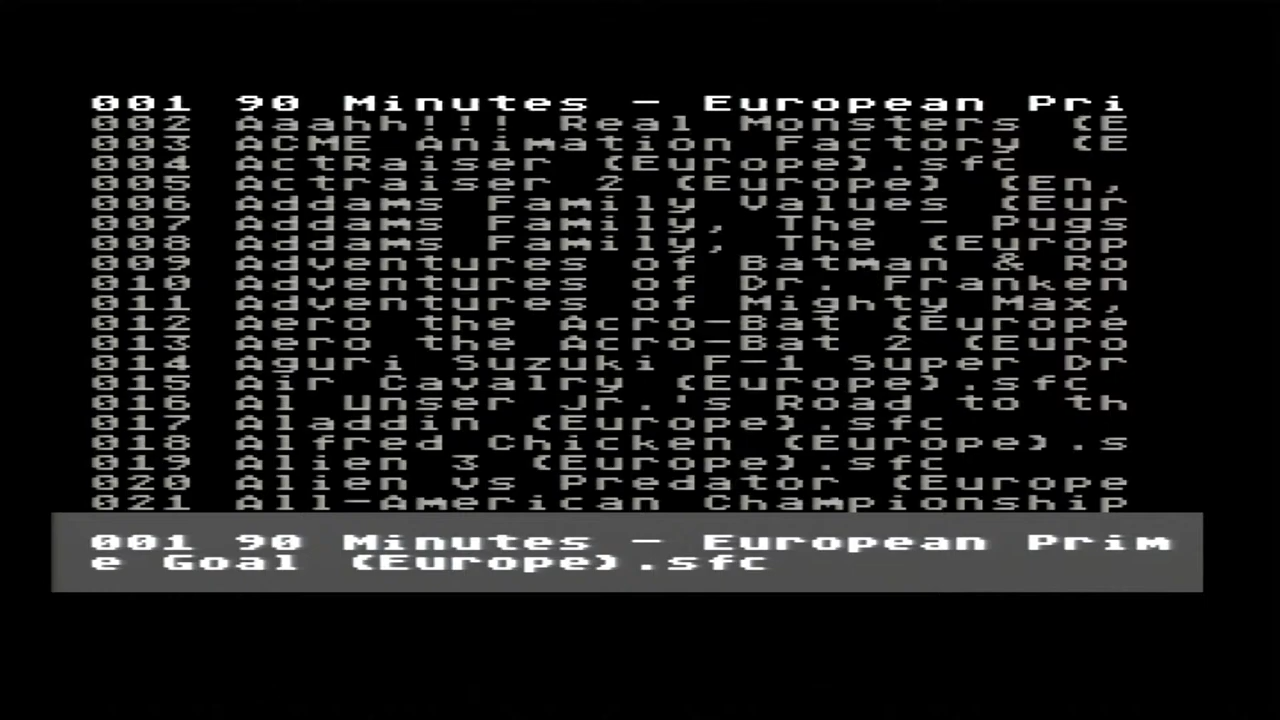 001 90 Minutes - European Pri
002 Aaahh!!! Real Monsters (E
003 ACME Animation Factory (E
004 ActRaiser (Europe).sfc
005 Actraiser 2 (Europe) (En,
006 Addams Family Values (Eur
007 Addams Family, The - Pugs
008 Addams Family, The (Europ
009 Adventures of Batman & Ro
010 Adventures of Dr. Franken
011 Adventures of Mighty Max,
012 Aero the Acro-Bat (Europe
013 Aero the Acro-Bat 2 (Euro
014 Aguri Suzuki F-1 Super Dr
015 Air Cavalry (Europe).sfc
016 Al Unser Jr.'s Road to th
017 Aladdin (Europe).sfc
018 Alfred Chicken (Europe).s
019 Alien 3 (Europe).sfc
020 Alien vs Predator (Europe
021 All-American Championship
001 90 Minutes - European Prim
e Goal (Europe).sfc